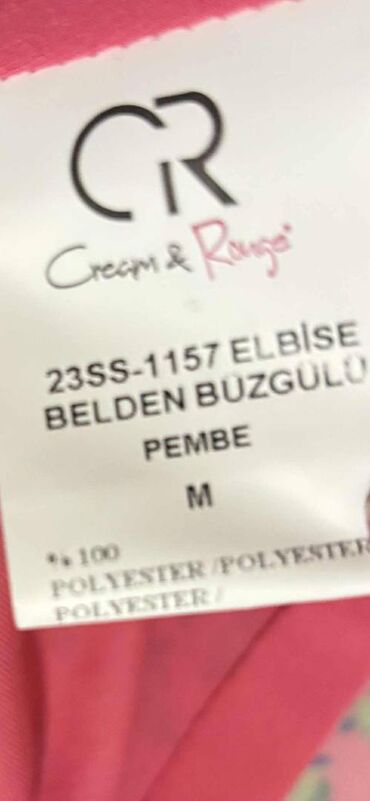 CR
Cream & Rouge
23SS-1157 ELBİSE
BELDEN BÜZGÜLÜ
PEMBE
M
% 100
POLYESTER /POLYESTER
POLYESTER /